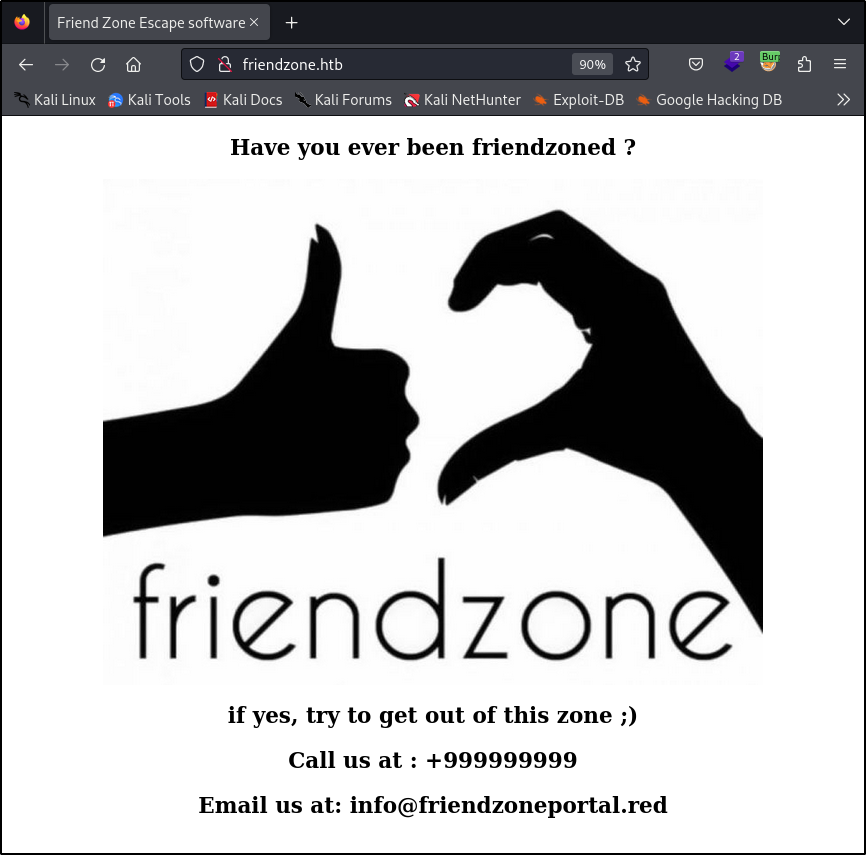 Friend Zone Escape software
friendzone.htb 90% 2 Burr
Kali Linux Kali Tools Kali Docs Kali Forums Kali NetHunter Exploit-DB Google Hacking DB
Have you ever been friendzoned ?
friendzone
if yes, try to get out of this zone ;)
Call us at : +999999999
Email us at: info@friendzoneportal.red